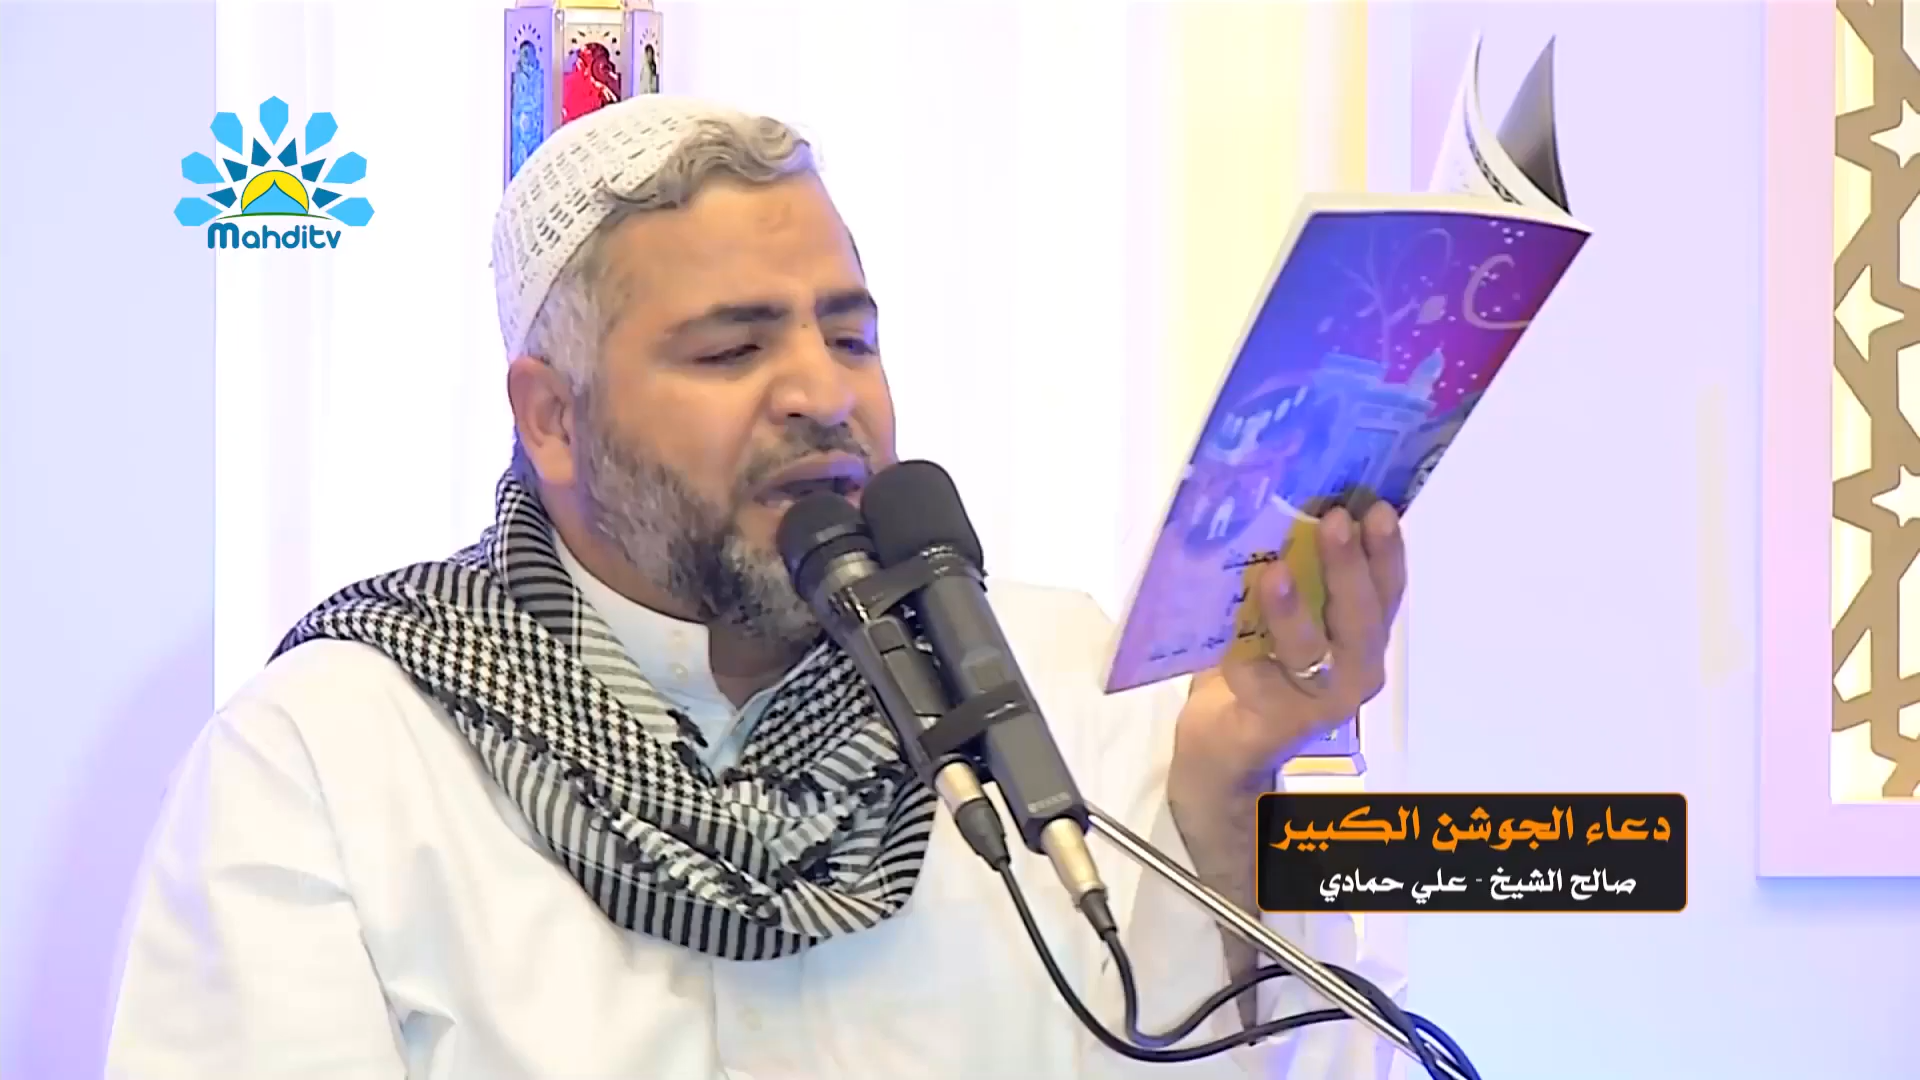 Mahditv
دعاء الجوشن الكبير
صالح الشيخ - علي حمادي